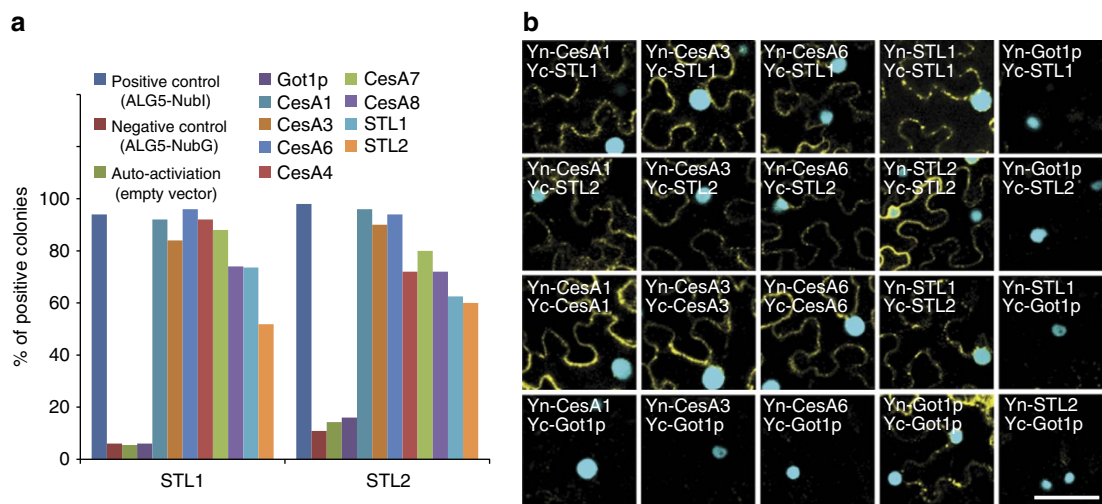 a
% of positive colonies
100
80
60
40
20
0
Positive control
(ALG5-NubI)
Negative control
(ALG5-NubG)
Auto-activiation
(empty vector)
Got1p
CesA1
CesA3
CesA6
CesA4
CesA7
CesA8
STL1
STL2
STL1
STL2
b
Yn-CesA1
Yc-STL1
Yn-CesA3
Yc-STL1
Yn-CesA6
Yc-STL1
Yn-STL1
Yc-STL1
Yn-Got1p
Yc-STL1
Yn-CesA1
Yc-STL2
Yn-CesA3
Yc-STL2
Yn-CesA6
Yc-STL2
Yn-STL2
Yc-STL2
Yn-Got1p
Yc-STL2
Yn-CesA1
Yc-CesA1
Yn-CesA3
Yc-CesA3
Yn-CesA6
Yc-CesA6
Yn-STL1
Yc-STL2
Yn-STL1
Yc-Got1p
Yn-CesA1
Yc-Got1p
Yn-CesA3
Yc-Got1p
Yn-CesA6
Yc-Got1p
Yn-Got1p
Yc-Got1p
Yn-STL2
Yc-Got1p